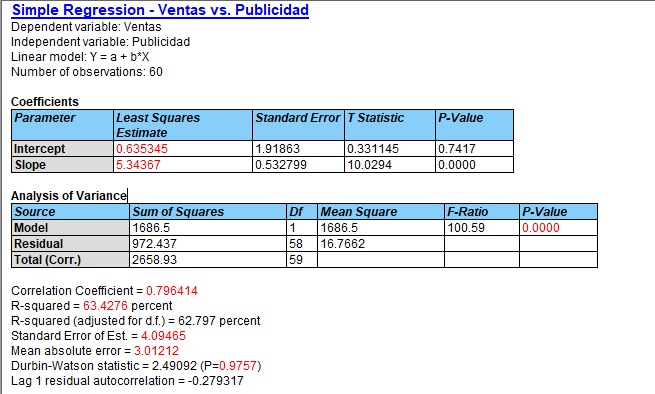 Simple Regression - Ventas vs. Publicidad
Dependent variable: Ventas
Independent variable: Publicidad
Linear model: Y = a + b*X
Number of observations: 60
Coefficients
Parameter Least Squares Estimate Standard Error T Statistic P-Value
Intercept 0.635345 1.91863 0.331145 0.7417
Slope 5.34367 0.532799 10.0294 0.0000
Analysis of Variance
Source Sum of Squares Df Mean Square F-Ratio P-Value
Model 1686.5 1 1686.5 100.59 0.0000
Residual 972.437 58 16.7662
Total (Corr.) 2658.93 59
Correlation Coefficient = 0.796414
R-squared = 63.4276 percent
R-squared (adjusted for d.f.) = 62.797 percent
Standard Error of Est. = 4.09465
Mean absolute error = 3.01212
Durbin-Watson statistic = 2.49092 (P=0.9757)
Lag 1 residual autocorrelation = -0.279317